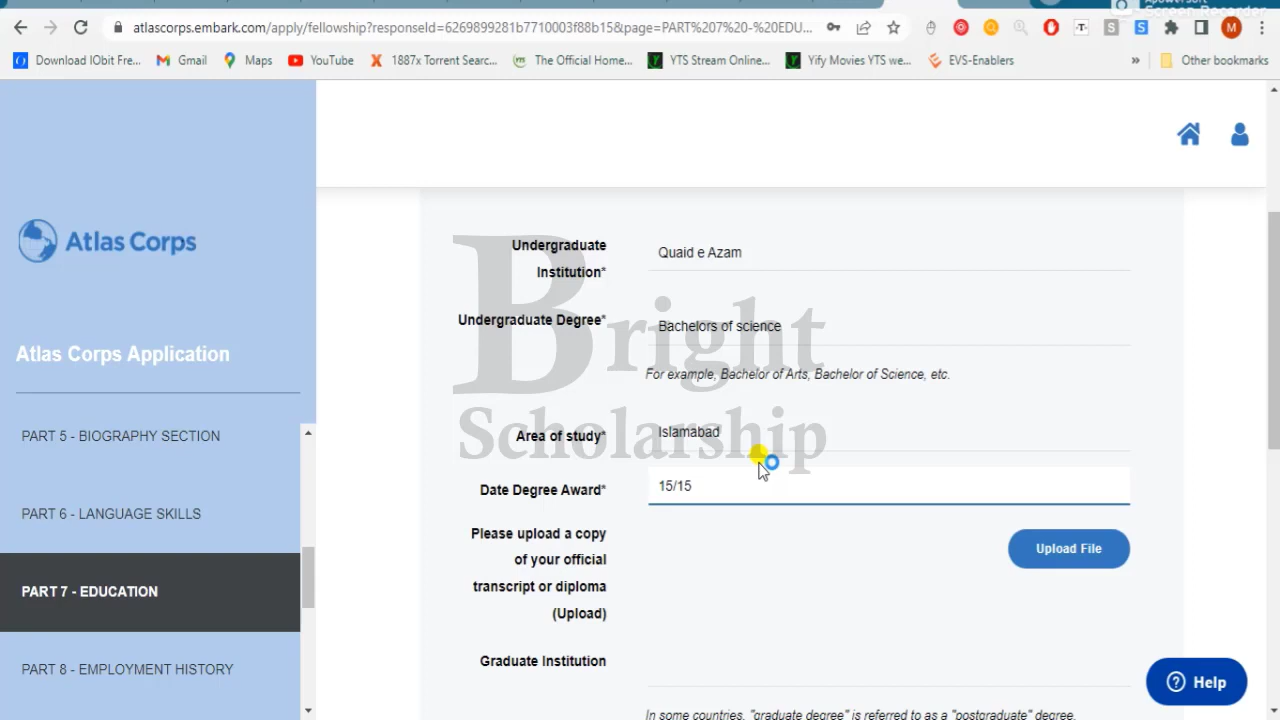 Apowersoft
Screen Recorder
atlascorps.embark.com/apply/fellowship?responseId=6269899281b7710003f88b15&page=PART%207%20-%20EDU...
M
Download IObit Fre...
Gmail
Maps
YouTube
1887x Torrent Searc...
The Official Home...
YTS Stream Online...
Yify Movies YTS we...
EVS-Enablers
»
Other bookmarks
Atlas Corps
Atlas Corps Application
PART 5 - BIOGRAPHY SECTION
PART 6 - LANGUAGE SKILLS
PART 7 - EDUCATION
PART 8 - EMPLOYMENT HISTORY
Undergraduate
Institution*
Quaid e Azam
Undergraduate Degree*
Bachelors of science
For example, Bachelor of Arts, Bachelor of Science, etc.
Area of study*
Islamabad
Date Degree Award*
15/15
Please upload a copy
of your official
transcript or diploma
(Upload)
Upload File
Graduate Institution
In some countries, "graduate degree" is referred to as a "postgraduate" degree.
Help
Bright
Scholarship